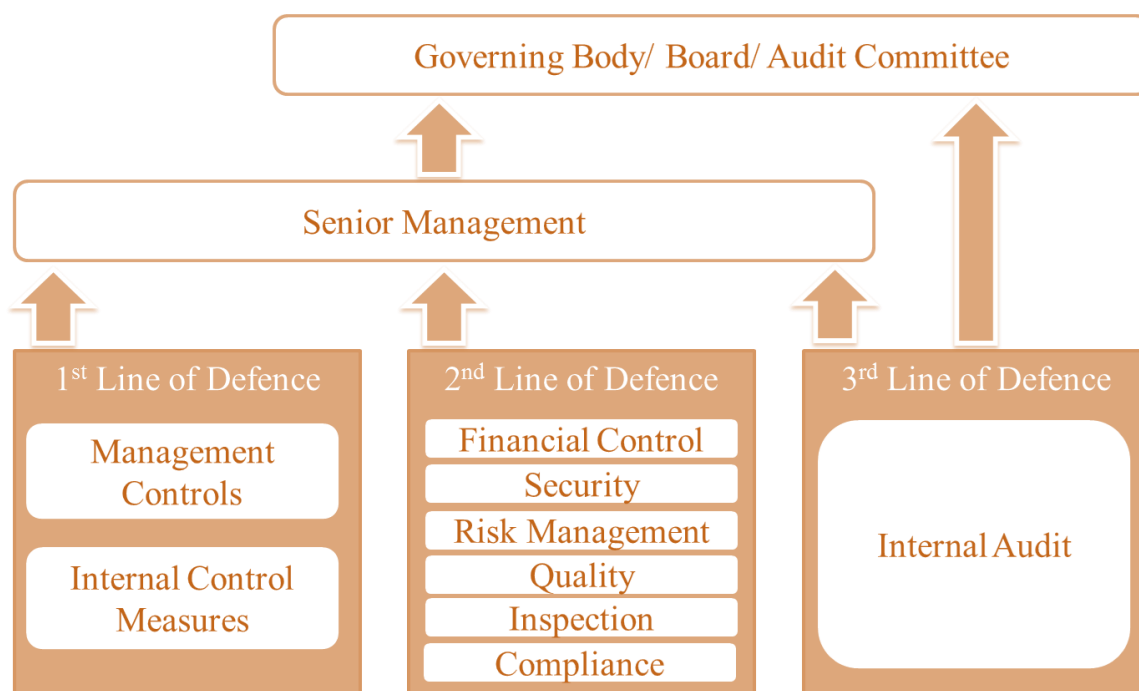 Governing Body/ Board/ Audit Committee
Senior Management
1st Line of Defence
Management
Controls
Internal Control
Measures
2nd Line of Defence
Financial Control
Security
Risk Management
Quality
Inspection
Compliance
3rd Line of Defence
Internal Audit